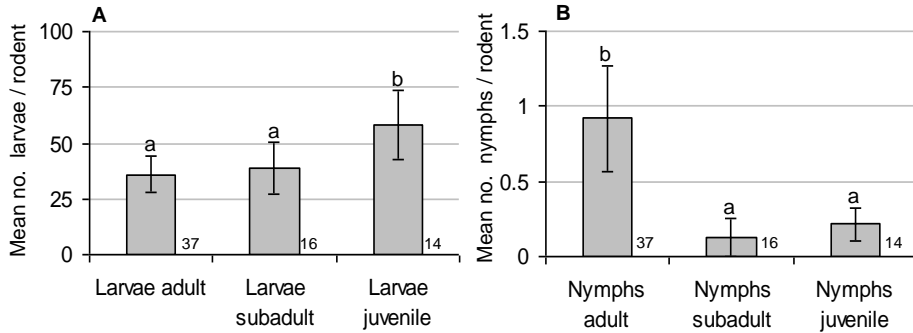 A
Mean no. larvae / rodent
100
75
50
25
0
a
a
b
37
16
14
Larvae adult
Larvae subadult
Larvae juvenile
B
Mean no. nymphs / rodent
1.5
1
0.5
0
b
a
a
37
16
14
Nymphs adult
Nymphs subadult
Nymphs juvenile